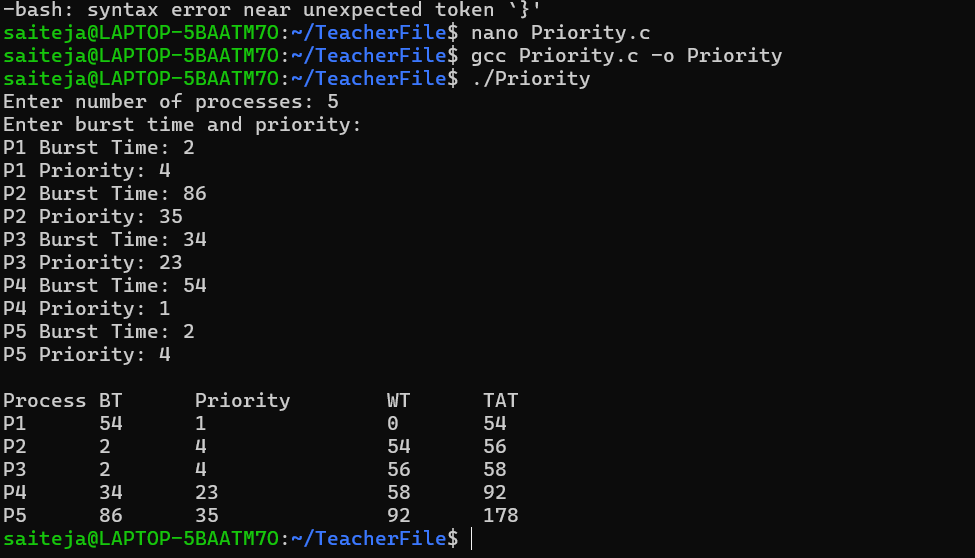 -bash: syntax error near unexpected token `}'
saiteja@LAPTOP-5BAATM7O:~/TeacherFile$ nano Priority.c
saiteja@LAPTOP-5BAATM7O:~/TeacherFile$ gcc Priority.c -o Priority
saiteja@LAPTOP-5BAATM7O:~/TeacherFile$ ./Priority
Enter number of processes: 5
Enter burst time and priority:
P1 Burst Time: 2
P1 Priority: 4
P2 Burst Time: 86
P2 Priority: 35
P3 Burst Time: 34
P3 Priority: 23
P4 Burst Time: 54
P4 Priority: 1
P5 Burst Time: 2
P5 Priority: 4
Process BT      Priority        WT      TAT
P1      54      1               0       54
P2      2       4               54      56
P3      2       4               56      58
P4      34      23              58      92
P5      86      35              92      178
saiteja@LAPTOP-5BAATM7O:~/TeacherFile$